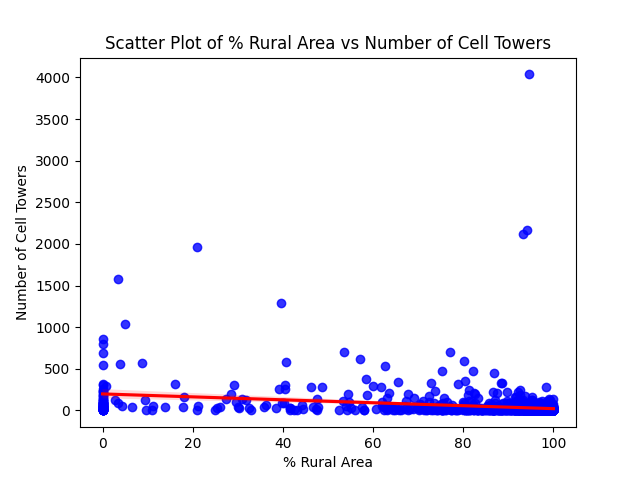 Scatter Plot of % Rural Area vs Number of Cell Towers
Number of Cell Towers
4000
3500
3000
2500
2000
1500
1000
500
0
0 20 40 60 80 100
% Rural Area